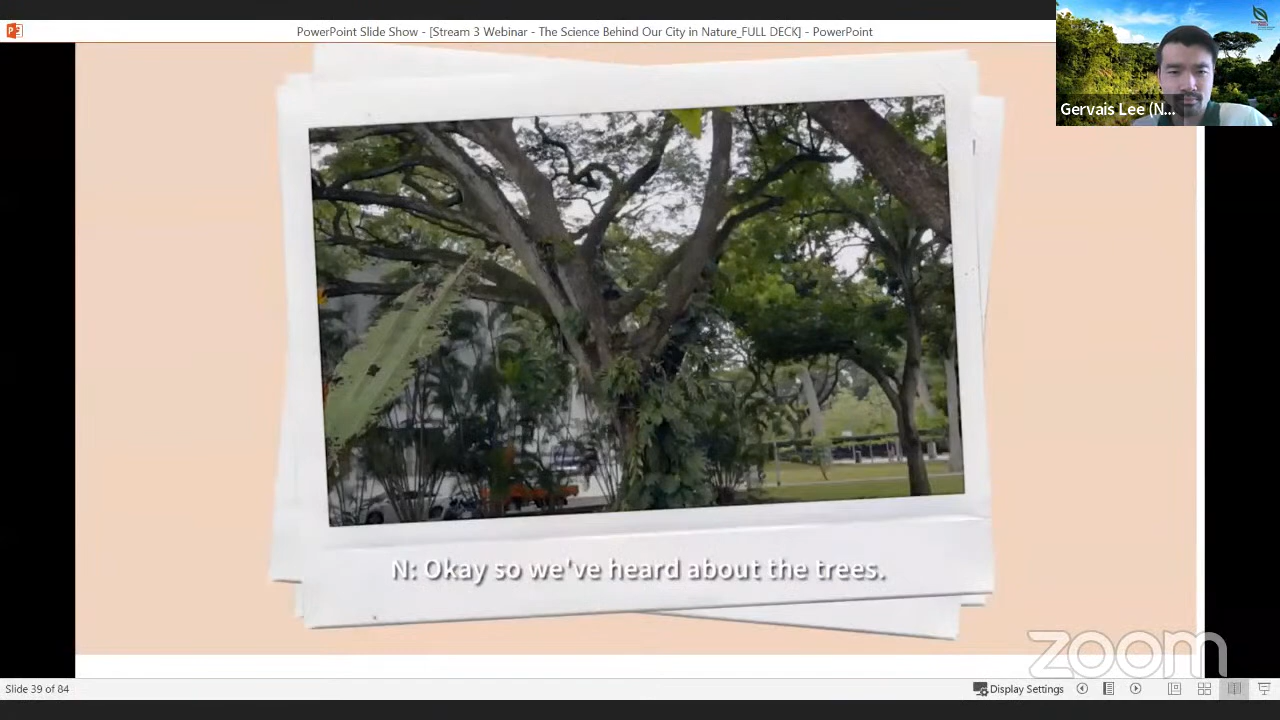 PowerPoint Slide Show - [Stream 3 Webinar - The Science Behind Our City in Nature_FULL DECK] - PowerPoint
Gervais Lee (N...
N: Okay so we've heard about the trees.
zoom
Slide 39 of 84
Display Settings